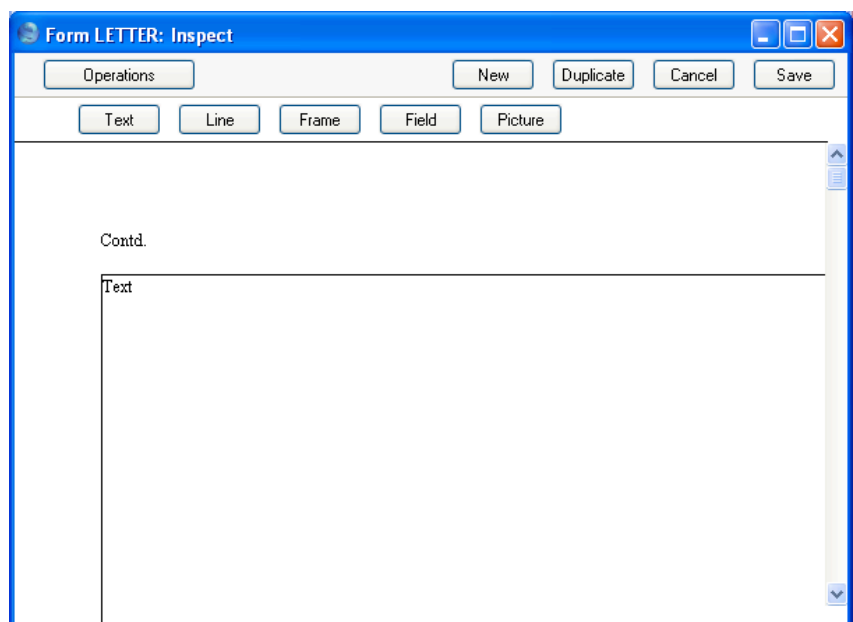 Form LETTER: Inspect
Operations New Duplicate Cancel Save
Text Line Frame Field Picture
Contd.
Text